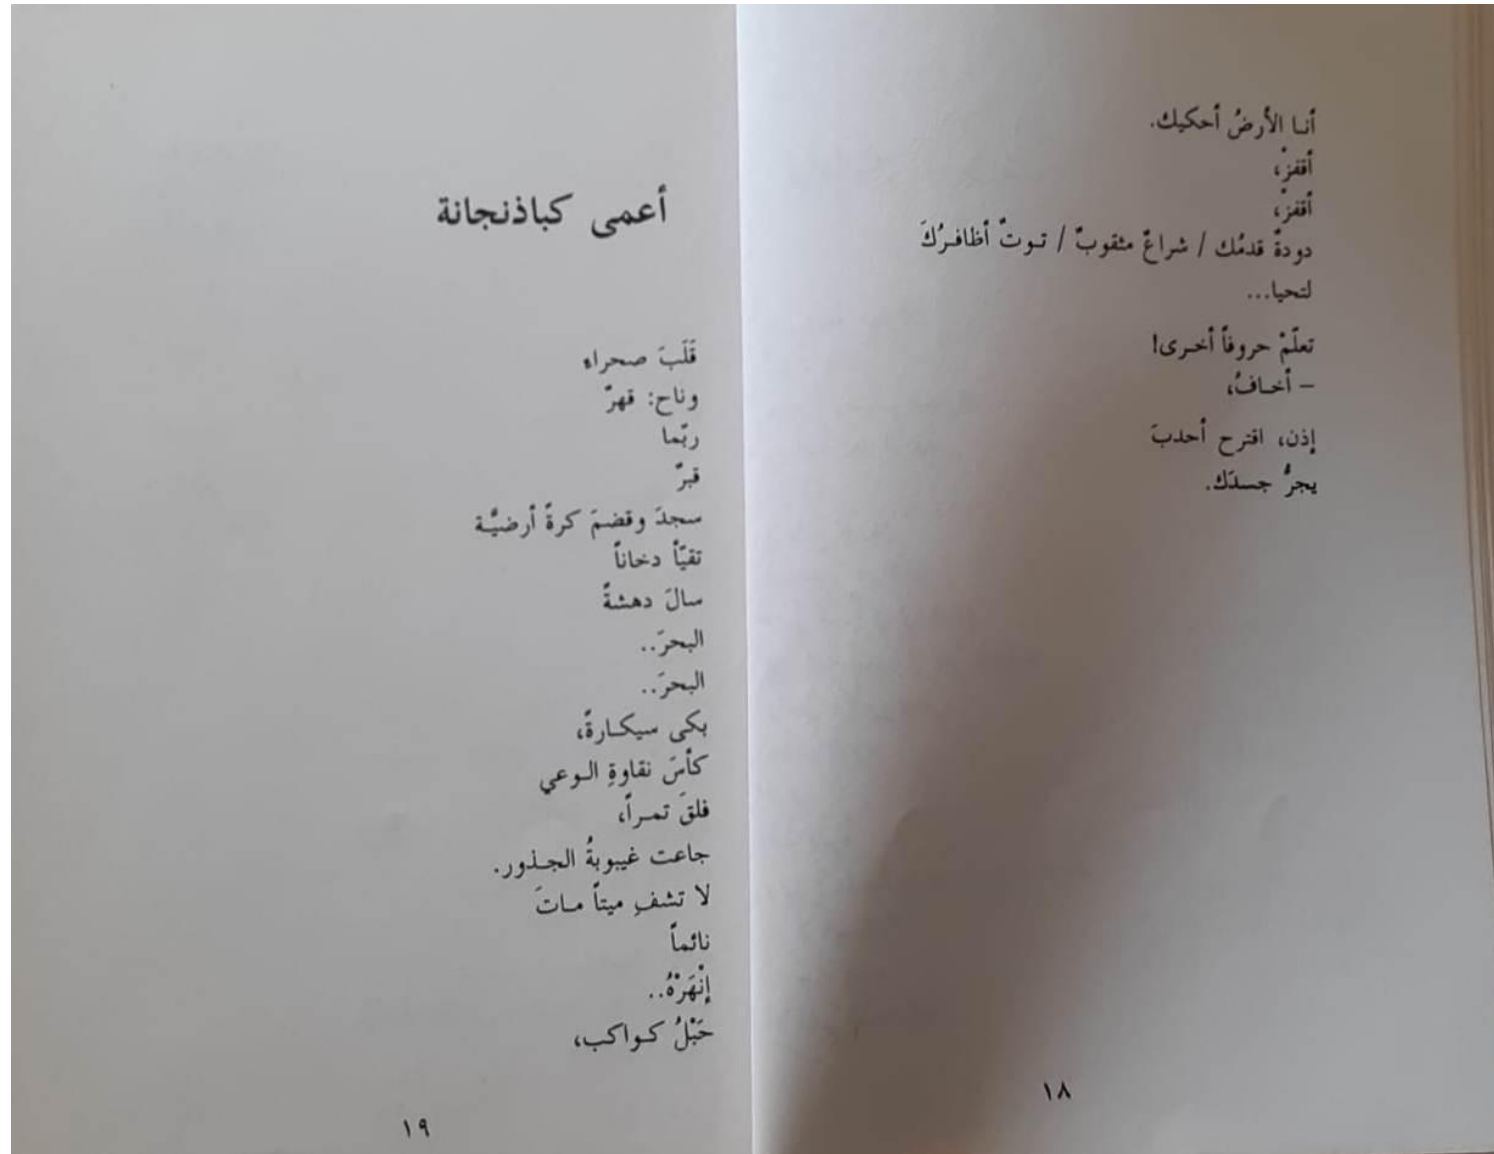 أنا الأرضُ أحكيك.
أقفزْ،
أقفزْ،
دودةٌ قدمُك / شراعٌ مثقوبٌ / توتٌ أظافرُكَ
لتحيا...
تعلّمْ حروفاً أخرى!
– أخافُ،
إذن، اقترح أحدبَ
يجرُّ جسدَك.
١٨
أعمى كباذنجانة
قَلَبَ صحراء
وناح: قهرٌ
ربّما
قبرٌ
سجدَ وقضمَ كرةً أرضيَّة
تقيّأ دخاناً
سالَ دهشةً
البحرَ..
البحرَ..
بكى سيكارةً،
كأسَ نقاوةِ الوعي
فلقَ تمراً،
جاعت غيبوبةُ الجذور.
لا تشفِ ميتاً ماتَ
نائماً
إنْهَرْهُ..
حَبْلُ كواكب،
١٩